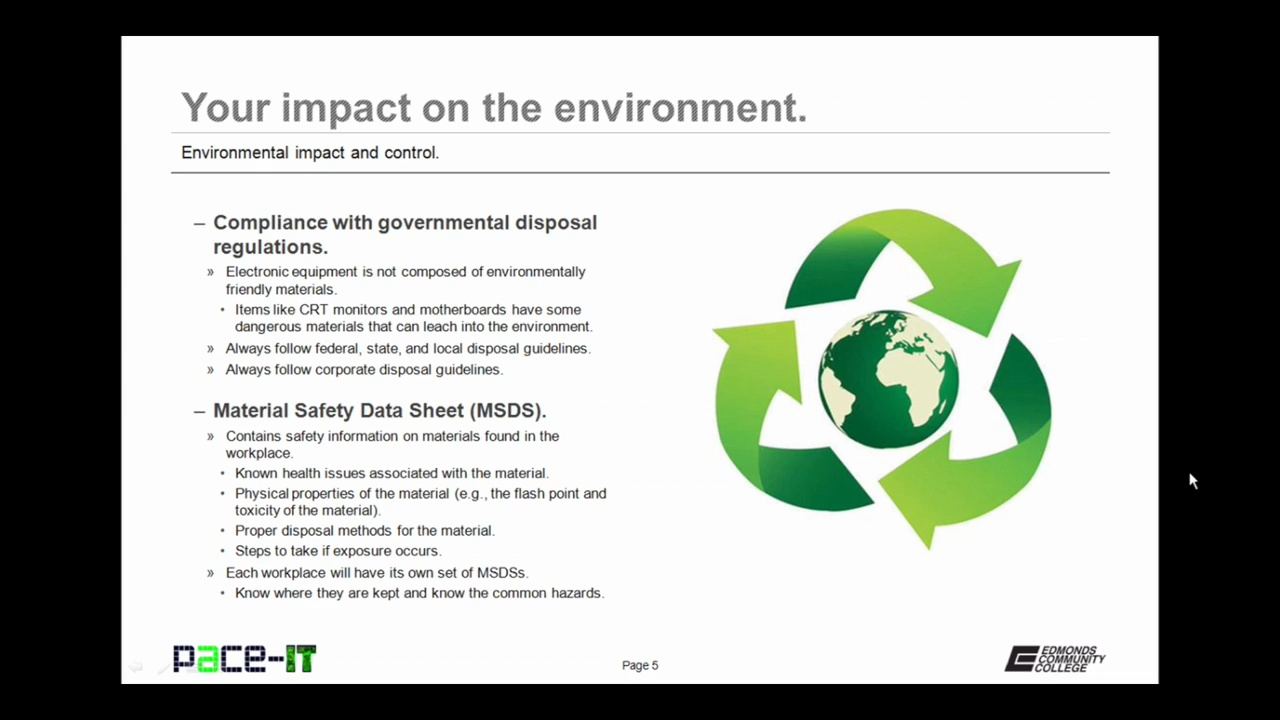 Your impact on the environment.
Environmental impact and control.
– Compliance with governmental disposal
regulations.
» Electronic equipment is not composed of environmentally
friendly materials.
• Items like CRT monitors and motherboards have some
dangerous materials that can leach into the environment.
» Always follow federal, state, and local disposal guidelines.
» Always follow corporate disposal guidelines.
– Material Safety Data Sheet (MSDS).
» Contains safety information on materials found in the
workplace.
• Known health issues associated with the material.
• Physical properties of the material (e.g., the flash point and
toxicity of the material).
• Proper disposal methods for the material.
• Steps to take if exposure occurs.
» Each workplace will have its own set of MSDSs.
• Know where they are kept and know the common hazards.
pace-IT
Page 5
EDMONDS
COMMUNITY
COLLEGE